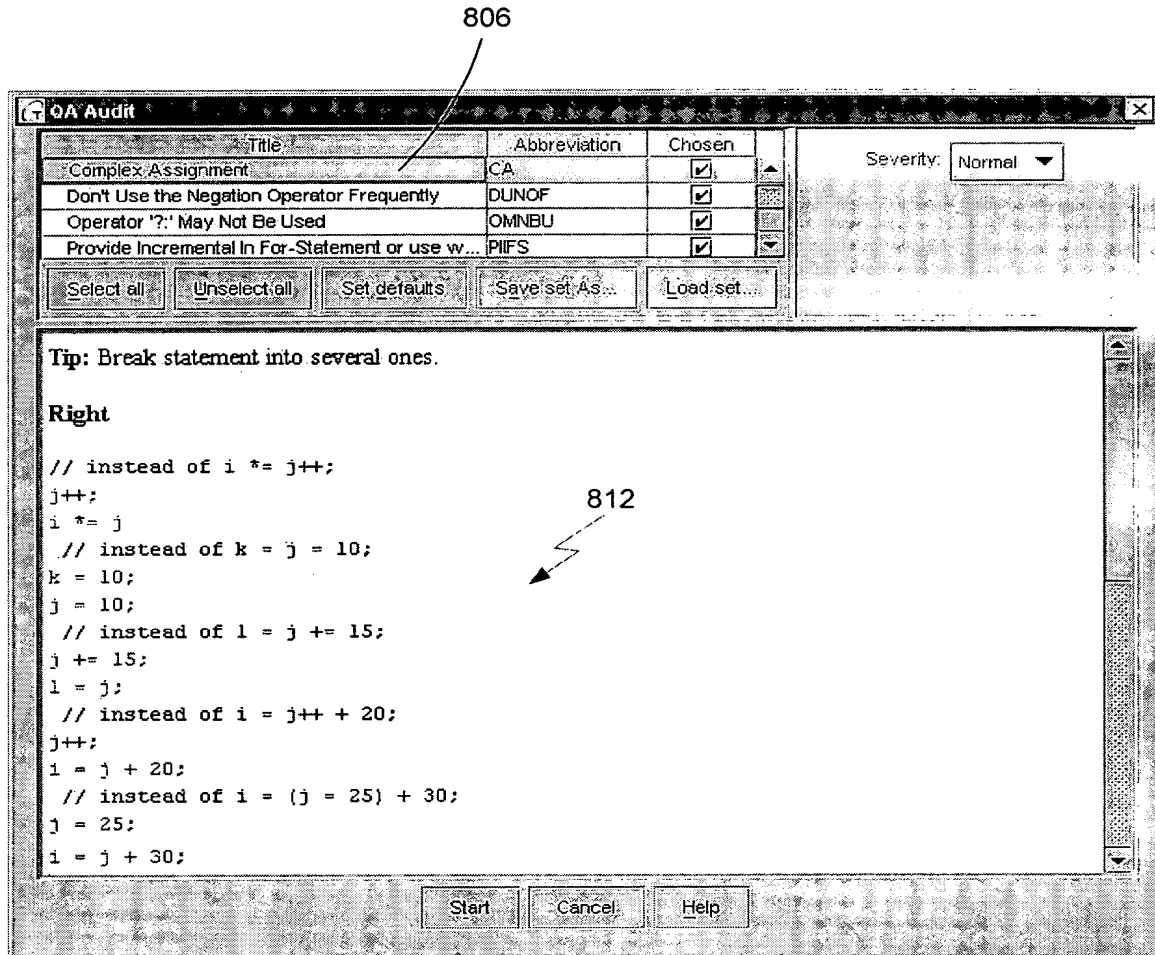 806
QA Audit
Title Abbreviation Chosen
Complex Assignment CA
Don't Use the Negation Operator Frequently DUNOF
Operator '?:' May Not Be Used OMNBU
Provide Incremental In For-Statement or use w... PIIFS
Severity: Normal
Select all Unselect all Set defaults Save set As... Load set...
Tip: Break statement into several ones.
Right
// instead of i *= j++;
j++;
i *= j
// instead of k = j = 10;
k = 10;
j = 10;
// instead of l = j += 15;
j += 15;
l = j;
// instead of i = j++ + 20;
j++;
i = j + 20;
// instead of i = (j = 25) + 30;
j = 25;
i = j + 30;
812
Start Cancel Help